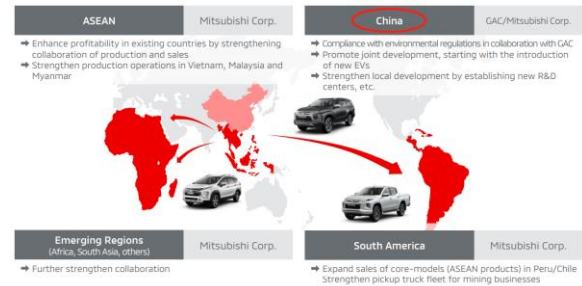 ASEAN
Mitsubishi Corp.
➔ Enhance profitability in existing countries by strengthening
collaboration of production and sales
➔ Strengthen production operations in Vietnam, Malaysia and
Myanmar
China
GAC/Mitsubishi Corp.
➔ Compliance with environmental regulations in collaboration with GAC
➔ Promote joint development, starting with the introduction
of new EVs
➔ Strengthen local development by establishing new R&D
centers, etc.
Emerging Regions
(Africa, South Asia, others)
Mitsubishi Corp.
➔ Further strengthen collaboration
South America
Mitsubishi Corp.
➔ Expand sales of core-models (ASEAN products) in Peru/Chile
Strengthen pickup truck fleet for mining businesses